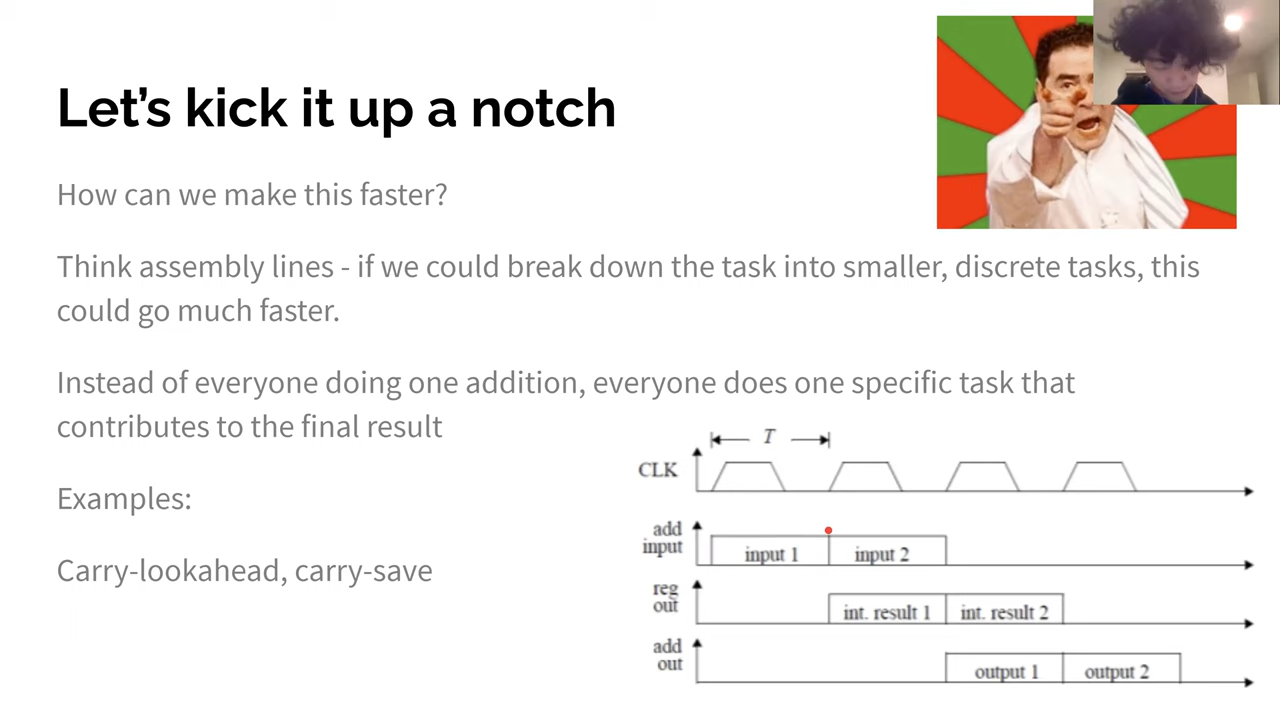 Let's kick it up a notch
How can we make this faster?
Think assembly lines - if we could break down the task into smaller, discrete tasks, this
could go much faster.
Instead of everyone doing one addition, everyone does one specific task that
contributes to the final result
Examples:
Carry-lookahead, carry-save
T
CLK
add
input
input 1
input 2
reg
out
int. result 1
int. result 2
add
out
output 1
output 2